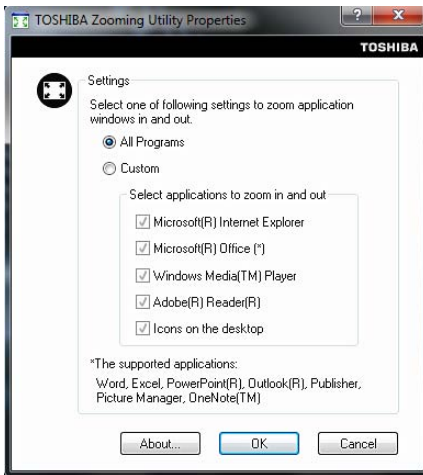 TOSHIBA Zooming Utility Properties
TOSHIBA
Settings
Select one of following settings to zoom application
windows in and out.
All Programs
Custom
Select applications to zoom in and out
Microsoft(R) Internet Explorer
Microsoft(R) Office (*)
Windows Media(TM) Player
Adobe(R) Reader(R)
Icons on the desktop
*The supported applications:
Word, Excel, PowerPoint(R), Outlook(R), Publisher,
Picture Manager, OneNote(TM)
About... OK Cancel